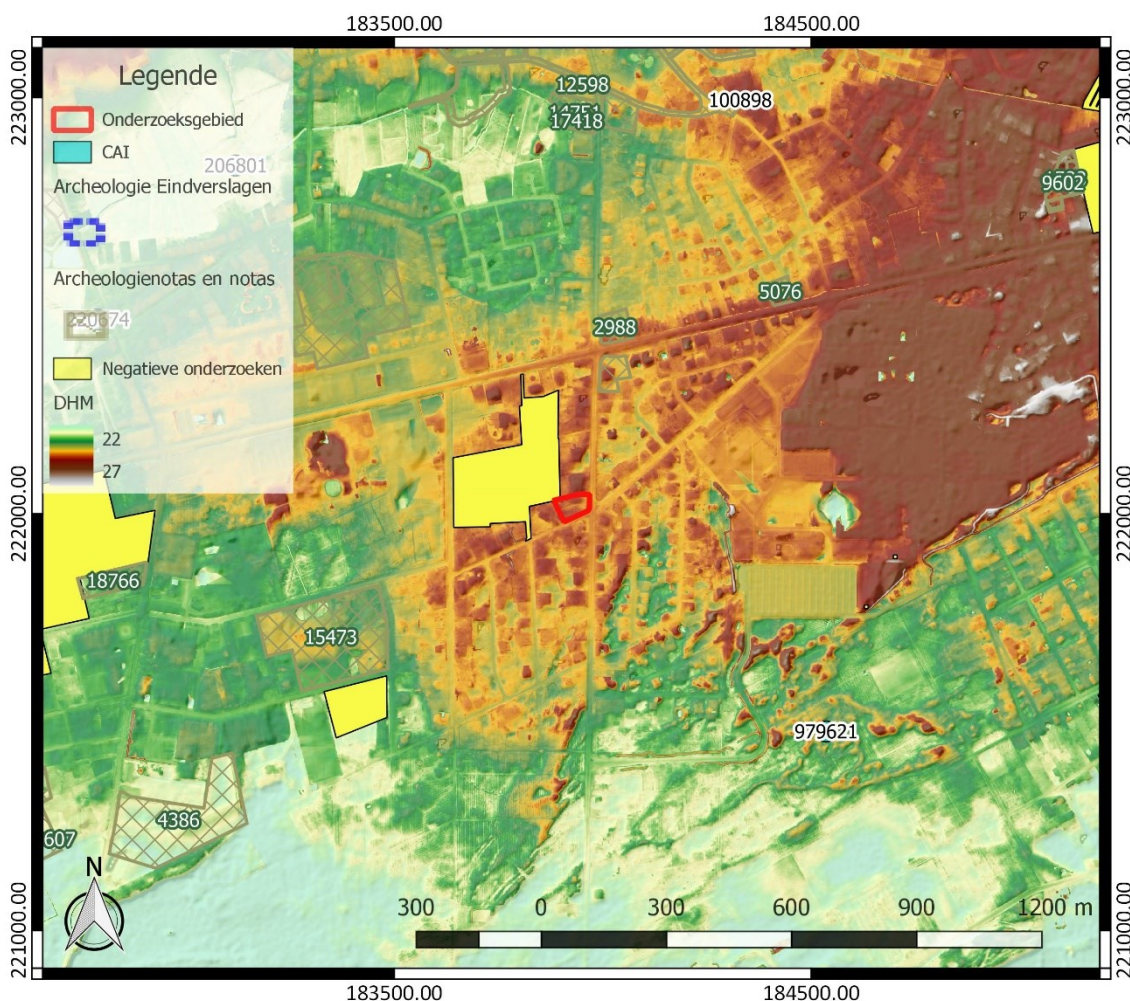 183500.00 184500.00
223000.00 223000.00
222000.00 222000.00
221000.00 221000.00
Legende
Onderzoeksgebied
CAI
206801
Archeologie Eindverslagen
Archeologienotas en notas
220674
Negatieve onderzoeken
DHM
22
27
12598
100898
17418
9602
5076
2988
18766
15473
979621
4386
607
N
300 0 300 600 900 1200 m
183500.00 184500.00